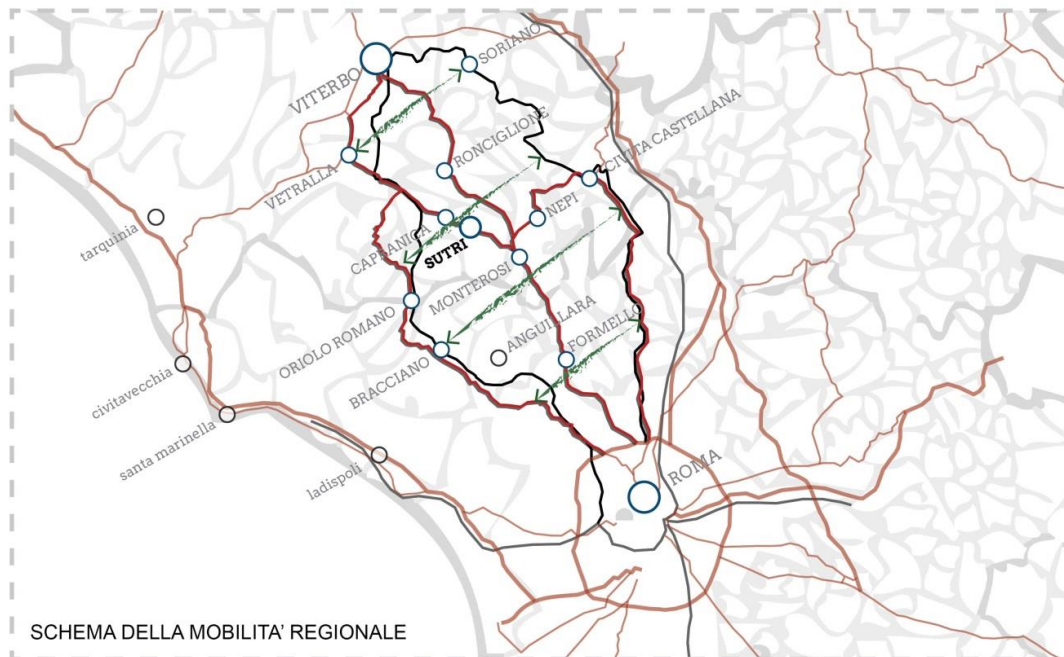 SORIANO
VITERBO
CIVITA CASTELLANA
RONCIGLIONE
VETRALLA
NEPI
tarquinia
CAPRANICA
SUTRI
MONTEROSI
ORIOLO ROMANO
ANGUILLARA
FORMELLO
BRACCIANO
civitavecchia
santa marinella
ladispoli
ROMA
SCHEMA DELLA MOBILITA' REGIONALE